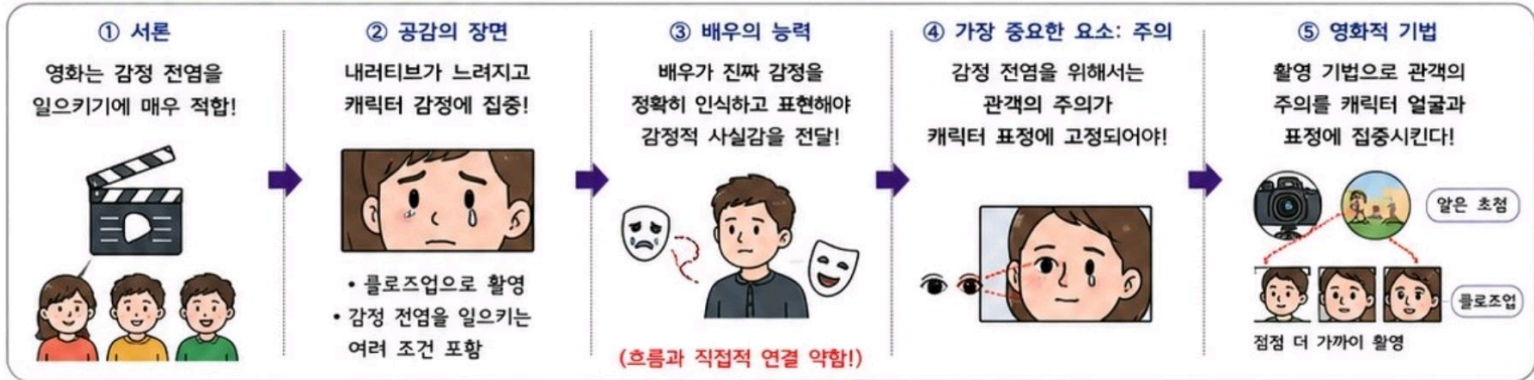 ① 서론
영화는 감정 전염을
일으키기에 매우 적합!
② 공감의 장면
내러티브가 느려지고
캐릭터 감정에 집중!
• 클로즈업으로 촬영
• 감정 전염을 일으키는
여러 조건 포함
③ 배우의 능력
배우가 진짜 감정을
정확히 인식하고 표현해야
감정적 사실감을 전달!
(흐름과 직접적 연결 약함!)
④ 가장 중요한 요소: 주의
감정 전염을 위해서는
관객의 주의가
캐릭터 표정에 고정되어야!
⑤ 영화적 기법
촬영 기법으로 관객의
주의를 캐릭터 얼굴과
표정에 집중시킨다!
얕은 초점
클로즈업
점점 더 가까이 촬영